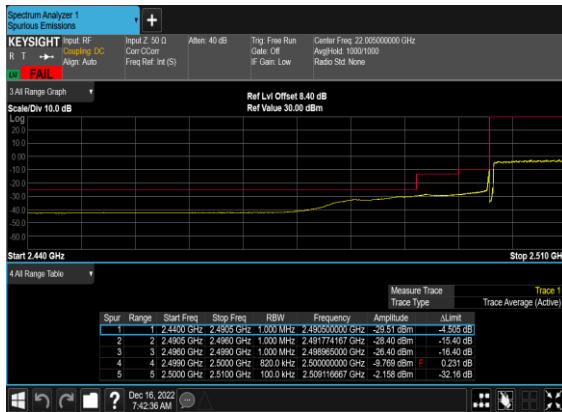 Spectrum Analyzer 1
Spurious Emissions
+
KEYSIGHT Input: RF Input Z: 50 Ω Atten: 40 dB Trig: Free Run Center Freq: 22.005000000 GHz
R T Coupling: DC Corr CCorr Gate: Off Avg|Hold: 1000/1000
Align: Auto Freq Ref: Int (S) IF Gain: Low Radio Std: None
FAIL
3 All Range Graph
Ref Lvl Offset 8.40 dB
Scale/Div 10.0 dB Ref Value 30.00 dBm
Log
20.0
10.0
0.00
-10.0
-20.0
-30.0
-40.0
-50.0
-60.0
Start 2.440 GHz Stop 2.510 GH
4 All Range Table
Measure Trace Trace 1
Trace Type Trace Average (Active)
Spur Range Start Freq Stop Freq RBW Frequency Amplitude ΔLimit
1 1 2.4400 GHz 2.4905 GHz 1.000 MHz 2.490500000 GHz -29.51 dBm -4.505 dB
2 2 2.4905 GHz 2.4960 GHz 1.000 MHz 2.491774167 GHz -28.40 dBm -15.40 dB
3 3 2.4960 GHz 2.4990 GHz 1.000 MHz 2.498965000 GHz -26.40 dBm -16.40 dB
4 4 2.4990 GHz 2.5000 GHz 820.0 kHz 2.500000000 GHz -9.769 dBm F 0.231 dB
5 5 2.5000 GHz 2.5100 GHz 100.0 kHz 2.509116667 GHz -2.158 dBm -32.16 dB
? Dec 16, 2022
7:42:36 AM